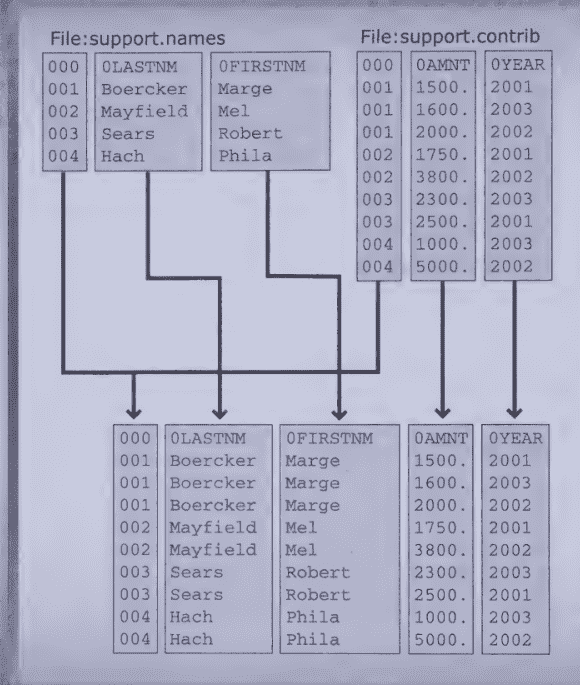 File:support.names
000 0LASTNM 0FIRSTNM
001 Boercker Marge
002 Mayfield Mel
003 Sears Robert
004 Hach Phila
File:support.contrib
000 0AMNT 0YEAR
001 1500. 2001
001 1600. 2003
001 2000. 2002
002 1750. 2001
002 3800. 2002
003 2300. 2003
003 2500. 2001
004 1000. 2003
004 5000. 2002
000 0LASTNM 0FIRSTNM 0AMNT 0YEAR
001 Boercker Marge 1500. 2001
001 Boercker Marge 1600. 2003
001 Boercker Marge 2000. 2002
002 Mayfield Mel 1750. 2001
002 Mayfield Mel 3800. 2002
003 Sears Robert 2300. 2003
003 Sears Robert 2500. 2001
004 Hach Phila 1000. 2003
004 Hach Phila 5000. 2002